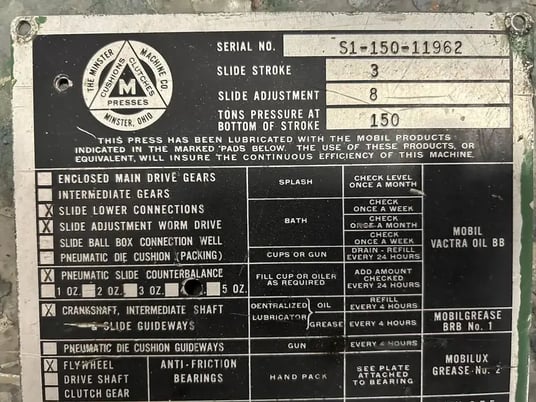 THE MINSTER MACHINE CO.
CUSHIONS CLUTCHES
M
PRESSES
MINSTER, OHIO
SERIAL NO. S1-150-11962
SLIDE STROKE 3
SLIDE ADJUSTMENT 8
TONS PRESSURE AT
BOTTOM OF STROKE 150
THIS PRESS HAS BEEN LUBRICATED WITH THE MOBIL PRODUCTS
INDICATED IN THE MARKED PADS BELOW. THE USE OF THESE PRODUCTS, OR
EQUIVALENT, WILL INSURE THE CONTINUOUS EFFICIENCY OF THIS MACHINE.
ENCLOSED MAIN DRIVE GEARS
INTERMEDIATE GEARS
SPLASH
CHECK LEVEL
ONCE A MONTH
X SLIDE LOWER CONNECTIONS
X SLIDE ADJUSTMENT WORM DRIVE
SLIDE BALL BOX CONNECTION WELL
BATH
CHECK
ONCE A WEEK
CHECK
ONCE A MONTH
CHECK
ONCE A WEEK
PNEUMATIC DIE CUSHION (PACKING)
CUPS OR GUN
DRAIN - REFILL
EVERY 24 HOURS
X PNEUMATIC SLIDE COUNTERBALANCE
1 OZ. 2 OZ. 3 OZ. 5 OZ.
FILL CUP OR OILER
AS REQUIRED
ADD AMOUNT
CHECKED
EVERY 24 HOURS
MOBIL
VACTRA OIL BB
X CRANKSHAFT, INTERMEDIATE SHAFT
& SLIDE GUIDEWAYS
CENTRALIZED
LUBRICATOR
OIL
REFILL
EVERY 4 HOURS
GREASE
EVERY 4 HOURS
MOBILGREASE
BRB No. 1
PNEUMATIC DIE CUSHION GUIDEWAYS
GUN
EVERY 4 HOURS
X FLYWHEEL
DRIVE SHAFT
CLUTCH GEAR
ANTI-FRICTION
BEARINGS
HAND PACK
SEE PLATE
ATTACHED
TO BEARING
MOBILUX
GREASE No. 2